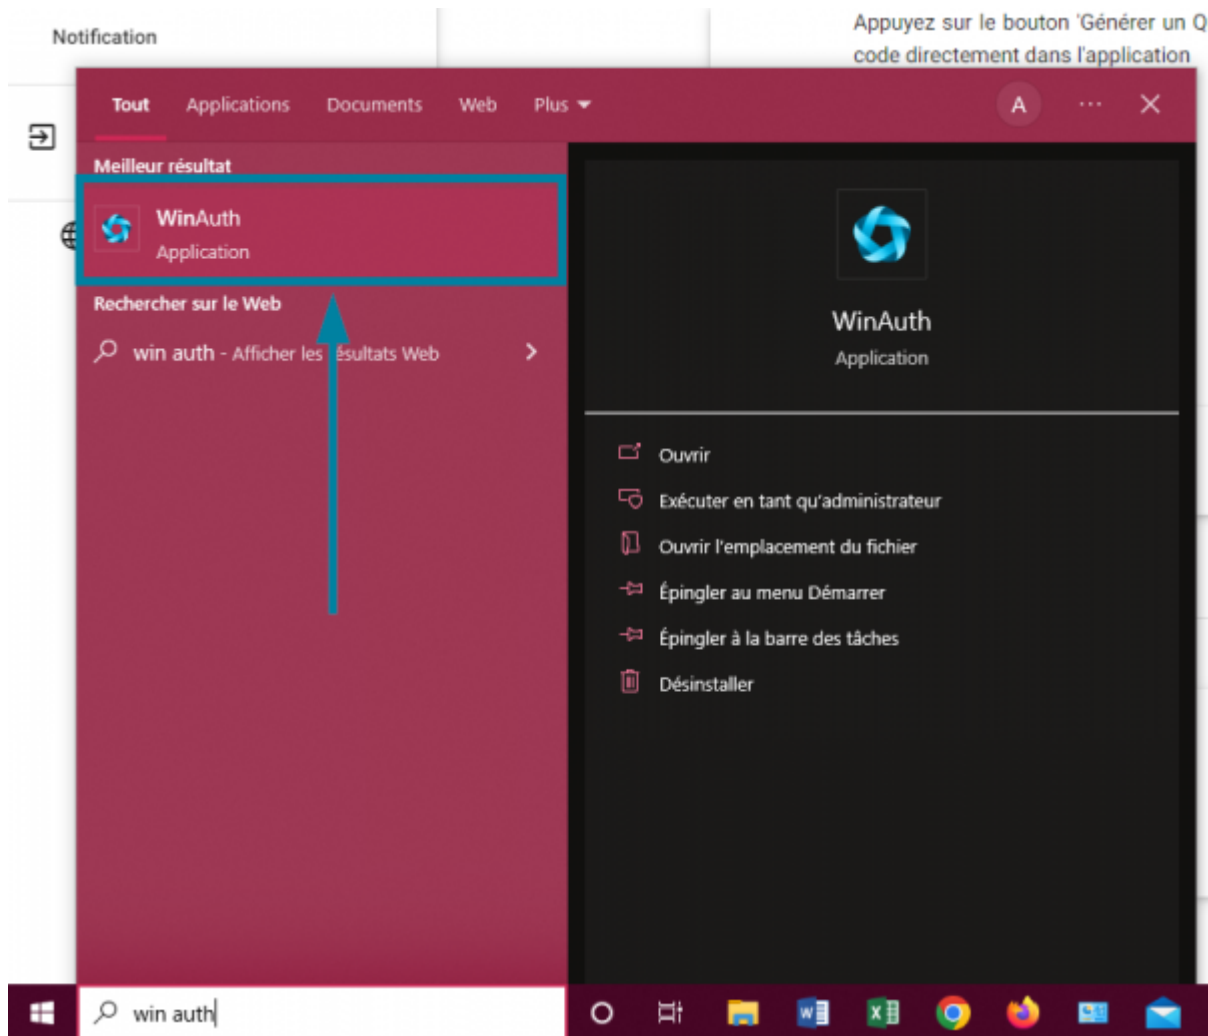 Notification
Appuyez sur le bouton 'Générer un Q
code directement dans l'application
Tout Applications Documents Web Plus
A
Meilleur résultat
WinAuth
Application
Rechercher sur le Web
win auth - Afficher les résultats Web
WinAuth
Application
Ouvrir
Exécuter en tant qu'administrateur
Ouvrir l'emplacement du fichier
Épingler au menu Démarrer
Épingler à la barre des tâches
Désinstaller
win auth